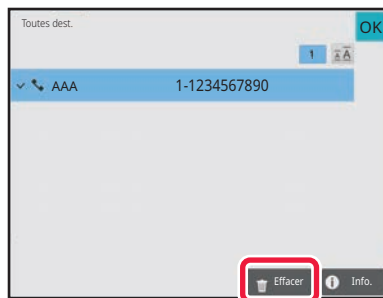 Toutes dest.
OK
1
AAA 1-1234567890
Effacer Info.